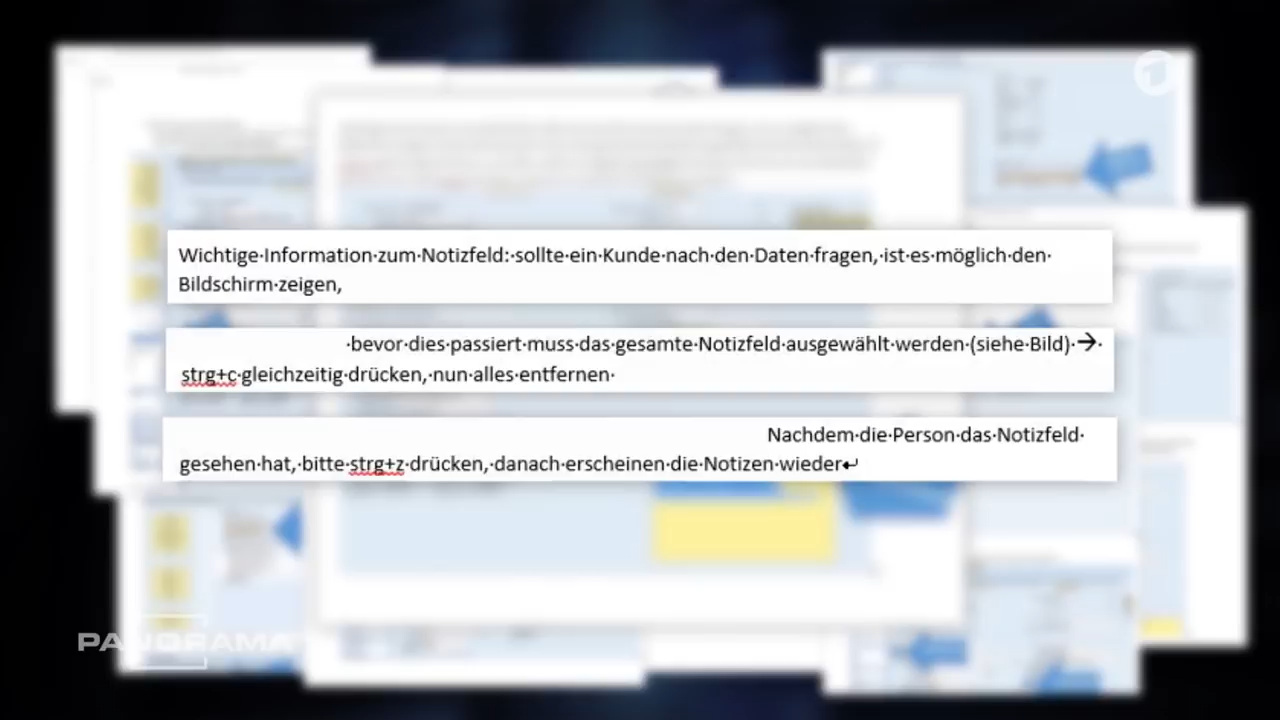 Wichtige·Information·zum·Notizfeld:·sollte·ein·Kunde·nach·den·Daten·fragen,·ist·es·möglich·den·
Bildschirm·zeigen,
·bevor·dies·passiert·muss·das·gesamte·Notizfeld·ausgewählt·werden·(siehe·Bild)·→·
strg+c·gleichzeitig·drücken,·nun·alles·entfernen·
Nachdem·die·Person·das·Notizfeld·
gesehen·hat,·bitte·strg+z·drücken,·danach·erscheinen·die·Notizen·wieder↵
PANORAMA